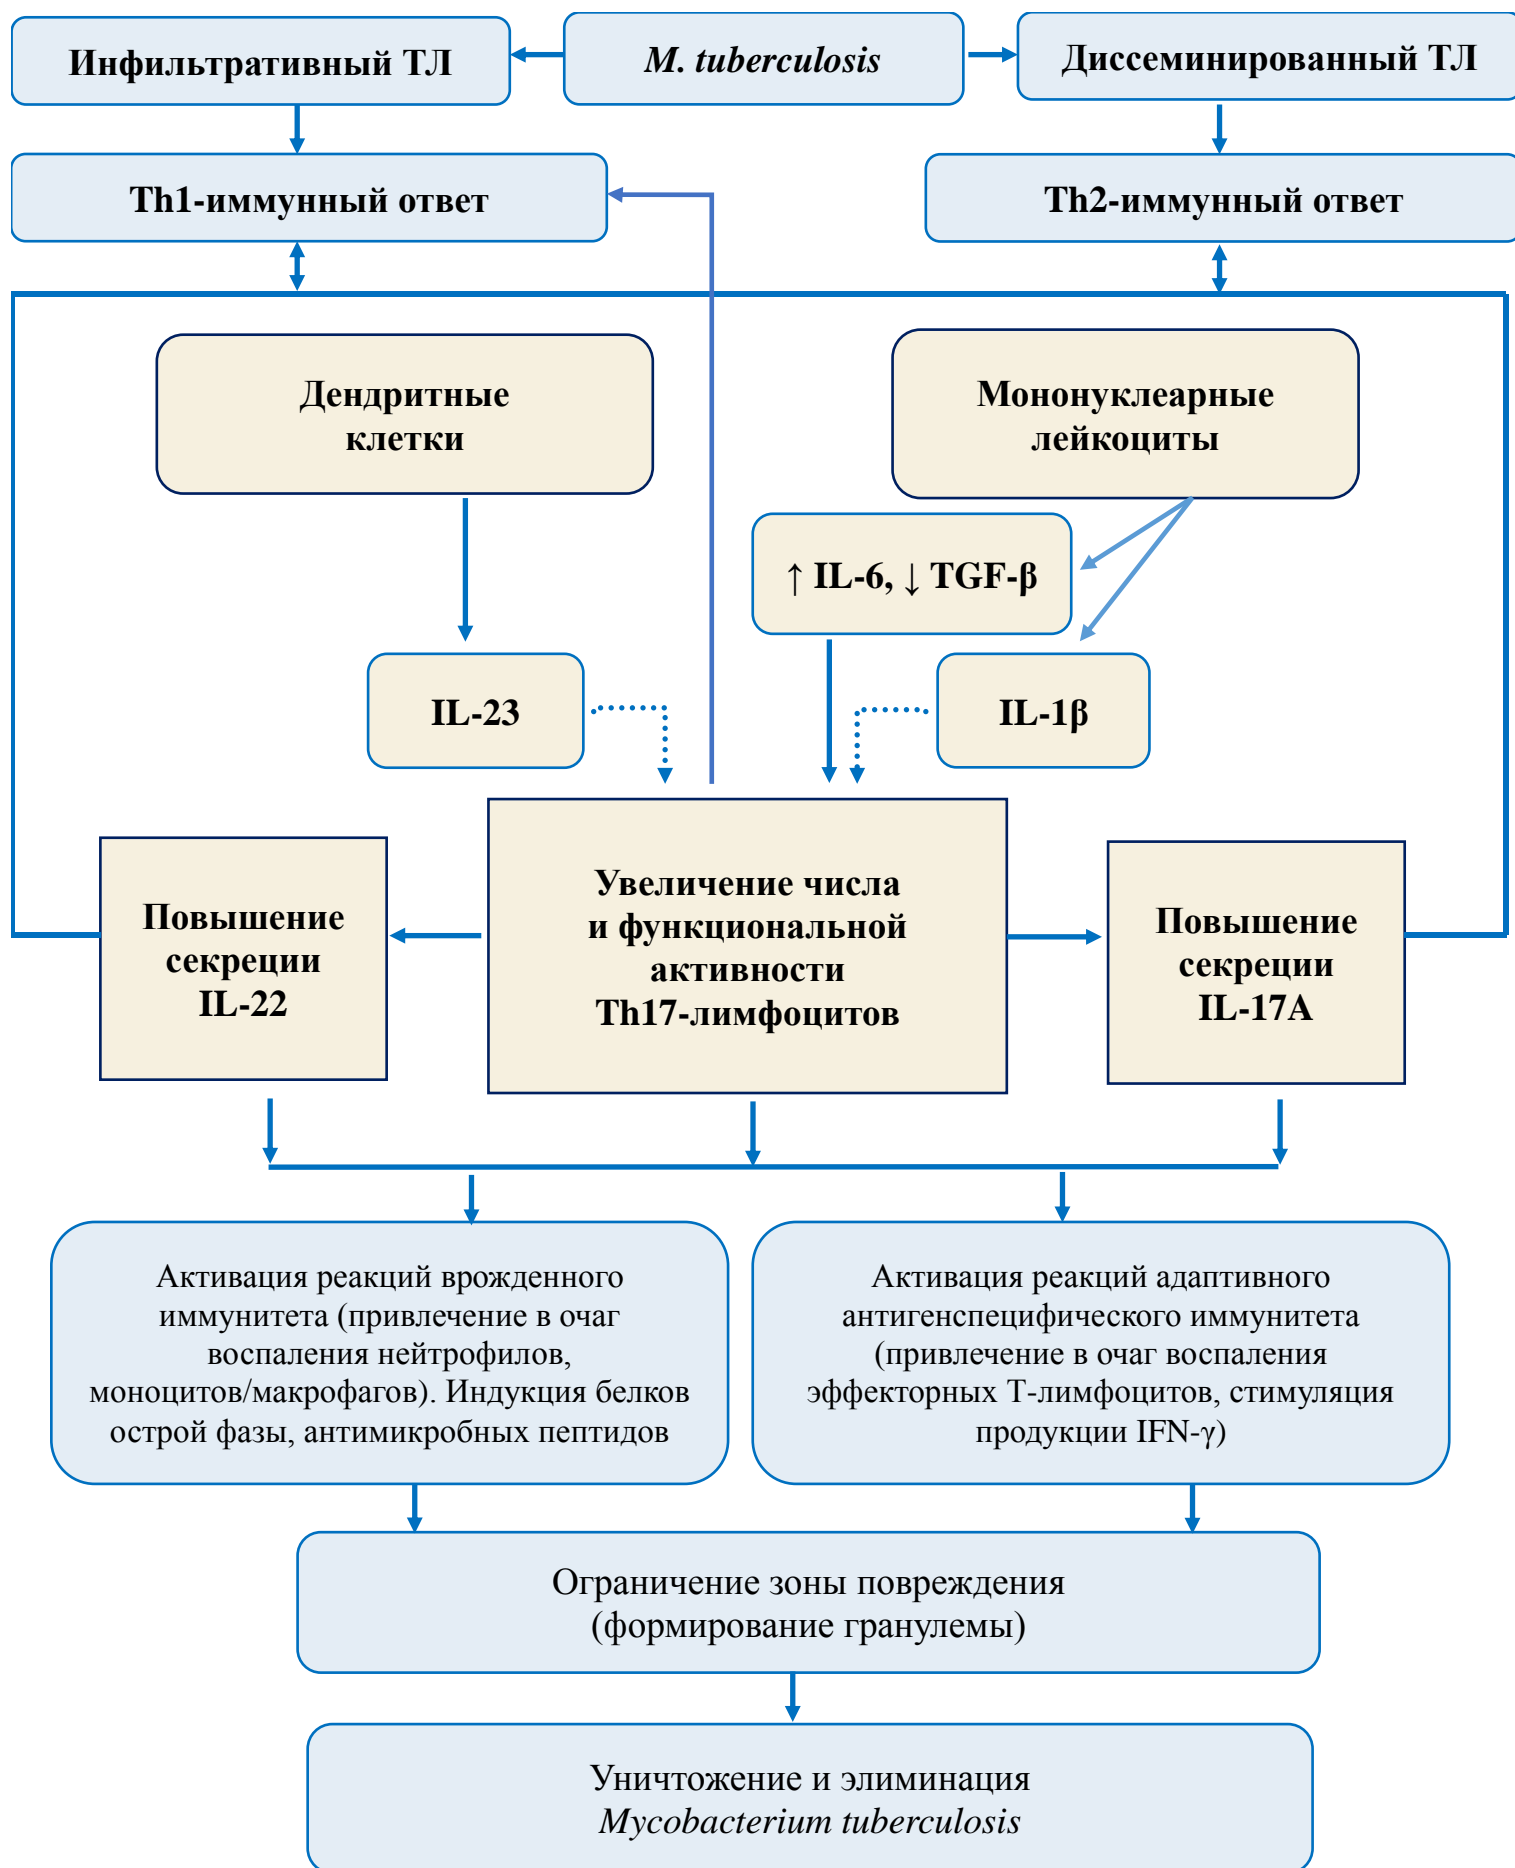 Инфильтративный ТЛ
M. tuberculosis
Диссеминированный ТЛ
Th1-иммунный ответ
Th2-иммунный ответ
Дендритные
клетки
Мононуклеарные
лейкоциты
↑ IL-6, ↓ TGF-β
IL-23
IL-1β
Повышение
секреции
IL-22
Увеличение числа
и функциональной
активности
Th17-лимфоцитов
Повышение
секреции
IL-17A
Активация реакций врожденного
иммунитета (привлечение в очаг
воспаления нейтрофилов,
моноцитов/макрофагов). Индукция белков
острой фазы, антимикробных пептидов
Активация реакций адаптивного
антигенспецифического иммунитета
(привлечение в очаг воспаления
эффекторных Т-лимфоцитов, стимуляция
продукции IFN-γ)
Ограничение зоны повреждения
(формирование гранулемы)
Уничтожение и элиминация
Mycobacterium tuberculosis